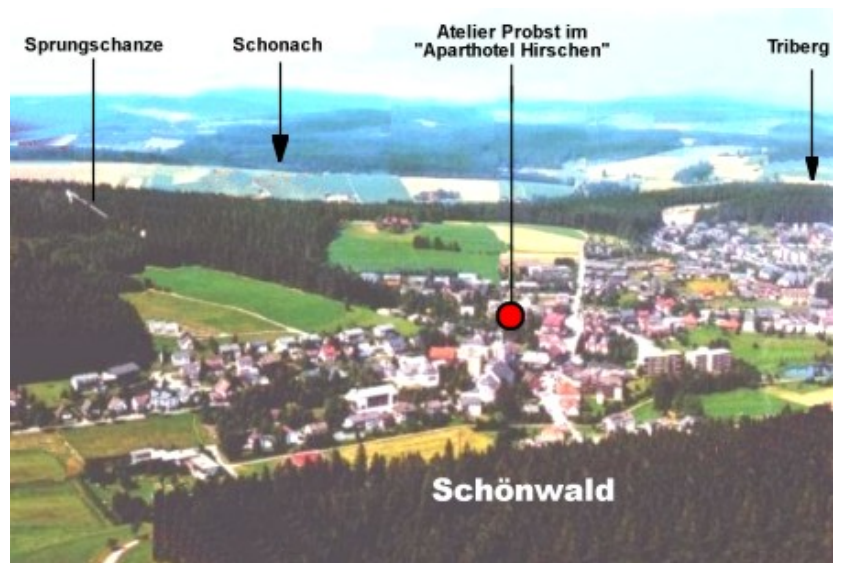 Sprungschanze
Schonach
Atelier Probst im
"Aparthotel Hirschen"
Triberg
Schönwald